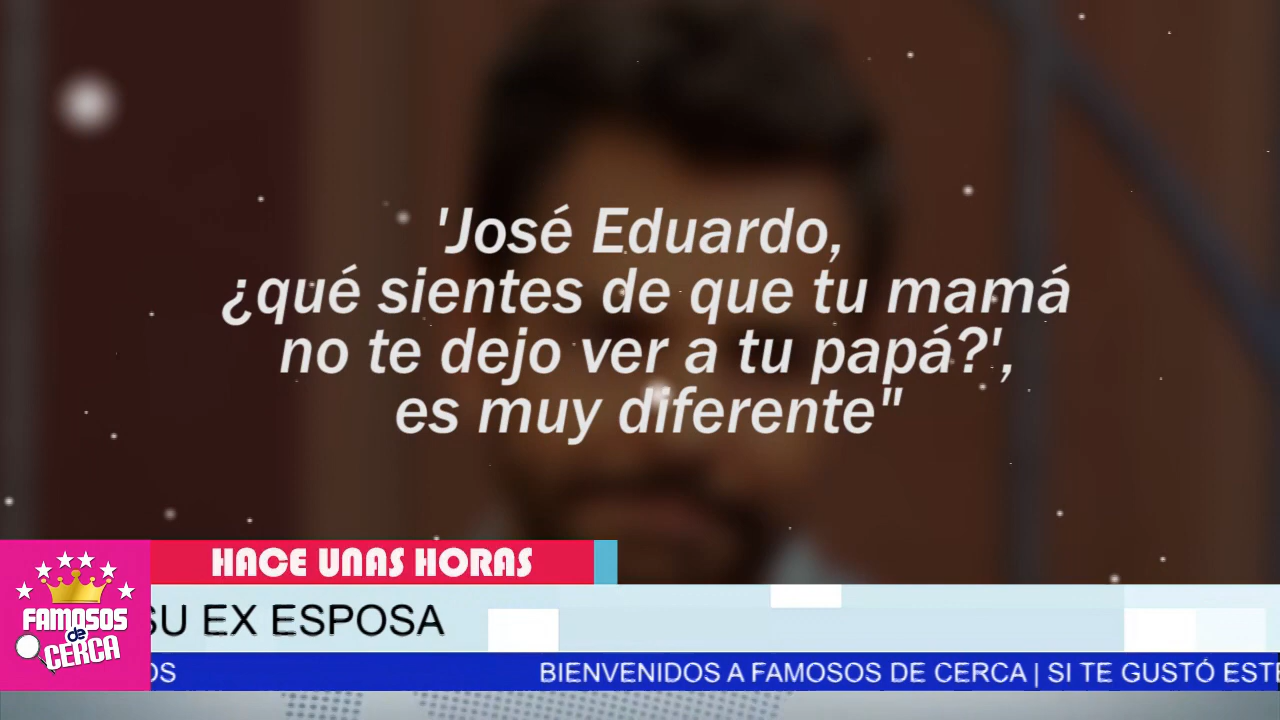 'José Eduardo,
¿qué sientes de que tu mamá
no te dejo ver a tu papá?',
es muy diferente"
HACE UNAS HORAS
SU EX ESPOSA
FAMOSOS
de
CERCA
OS
BIENVENIDOS A FAMOSOS DE CERCA | SI TE GUSTÓ ESTE